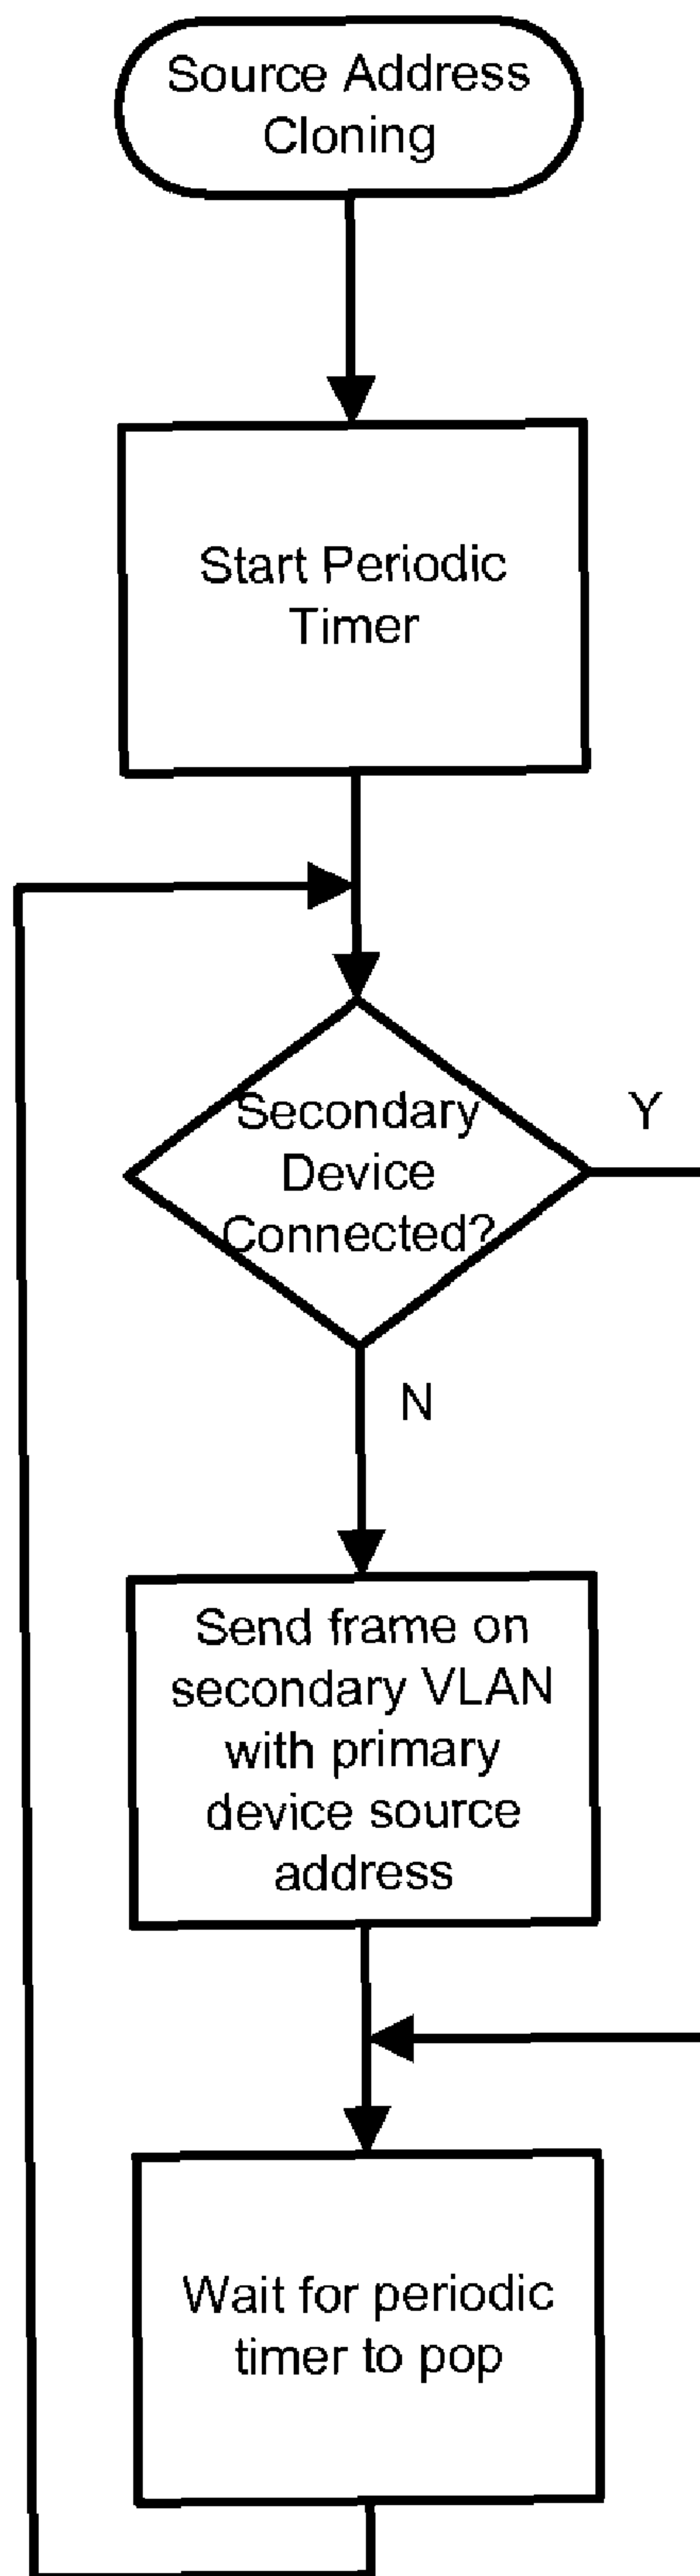 Source Address
Cloning
Start Periodic
Timer
Secondary
Device
Connected?
Y
N
Send frame on
secondary VLAN
with primary
device source
address
Wait for periodic
timer to pop